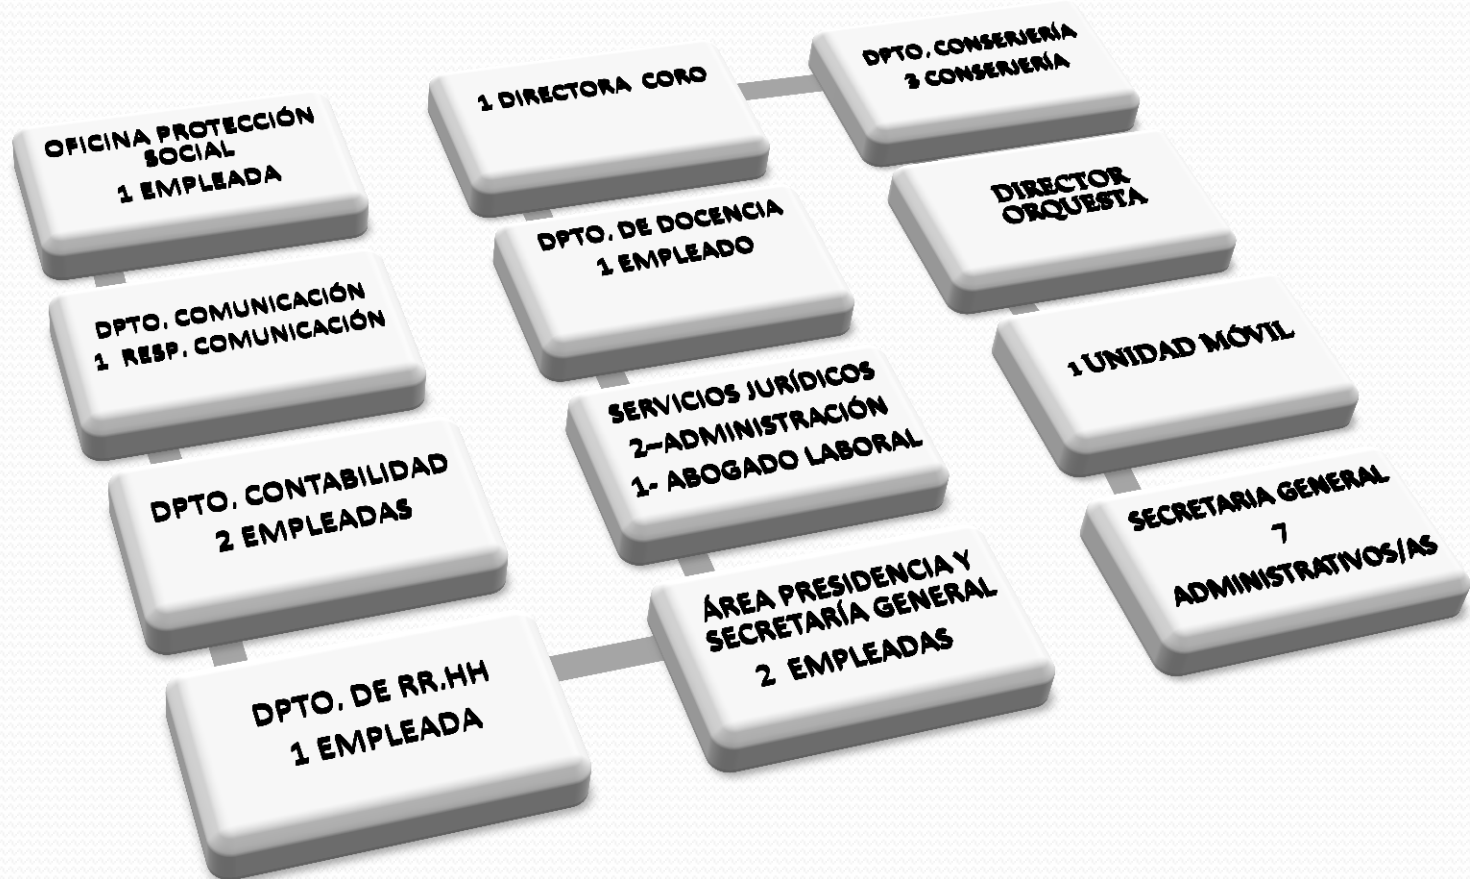 OFICINA PROTECCIÓN
SOCIAL
1 EMPLEADA
DPTO. COMUNICACIÓN
1 RESP. COMUNICACIÓN
DPTO. CONTABILIDAD
2 EMPLEADAS
DPTO. DE RR.HH
1 EMPLEADA
ÁREA PRESIDENCIA Y
SECRETARÍA GENERAL
2 EMPLEADAS
SERVICIOS JURÍDICOS
2–ADMINISTRACIÓN
1- ABOGADO LABORAL
DPTO. DE DOCENCIA
1 EMPLEADO
1 DIRECTORA CORO
DPTO. CONSERJERÍA
3 CONSERJERÍA
DIRECTOR
ORQUESTA
1 UNIDAD MÓVIL
SECRETARIA GENERAL
7
ADMINISTRATIVOS/AS